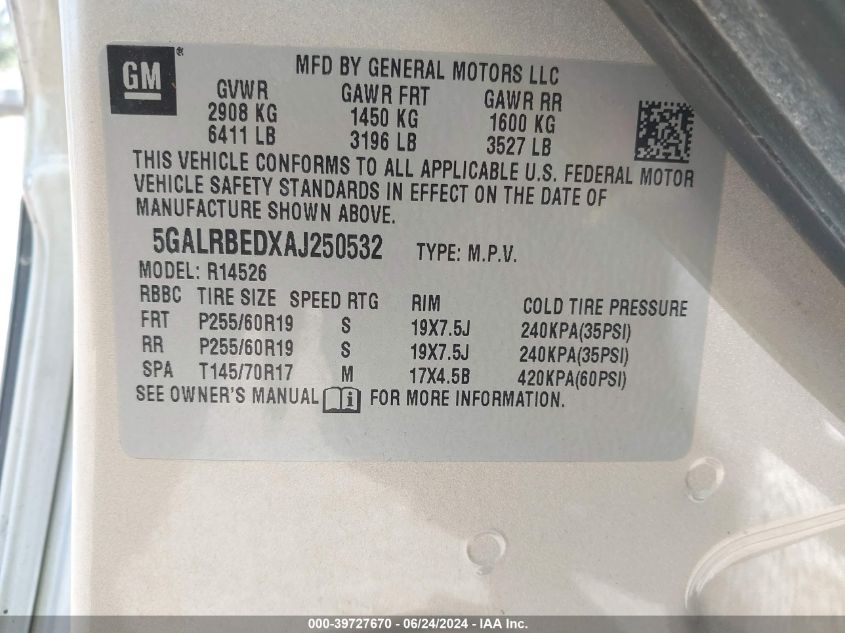 GM®
MFD BY GENERAL MOTORS LLC
GVWR GAWR FRT GAWR RR
2908 KG 1450 KG 1600 KG
6411 LB 3196 LB 3527 LB
THIS VEHICLE CONFORMS TO ALL APPLICABLE U.S. FEDERAL MOTOR
VEHICLE SAFETY STANDARDS IN EFFECT ON THE DATE OF
MANUFACTURE SHOWN ABOVE.
5GALRBEDXAJ250532 TYPE: M.P.V.
MODEL: R14526
RBBC TIRE SIZE SPEED RTG RIM COLD TIRE PRESSURE
FRT P255/60R19 S 19X7.5J 240KPA(35PSI)
RR P255/60R19 S 19X7.5J 240KPA(35PSI)
SPA T145/70R17 M 17X4.5B 420KPA(60PSI)
SEE OWNER'S MANUAL i FOR MORE INFORMATION.
000-39727670 - 06/24/2024 - IAA Inc.